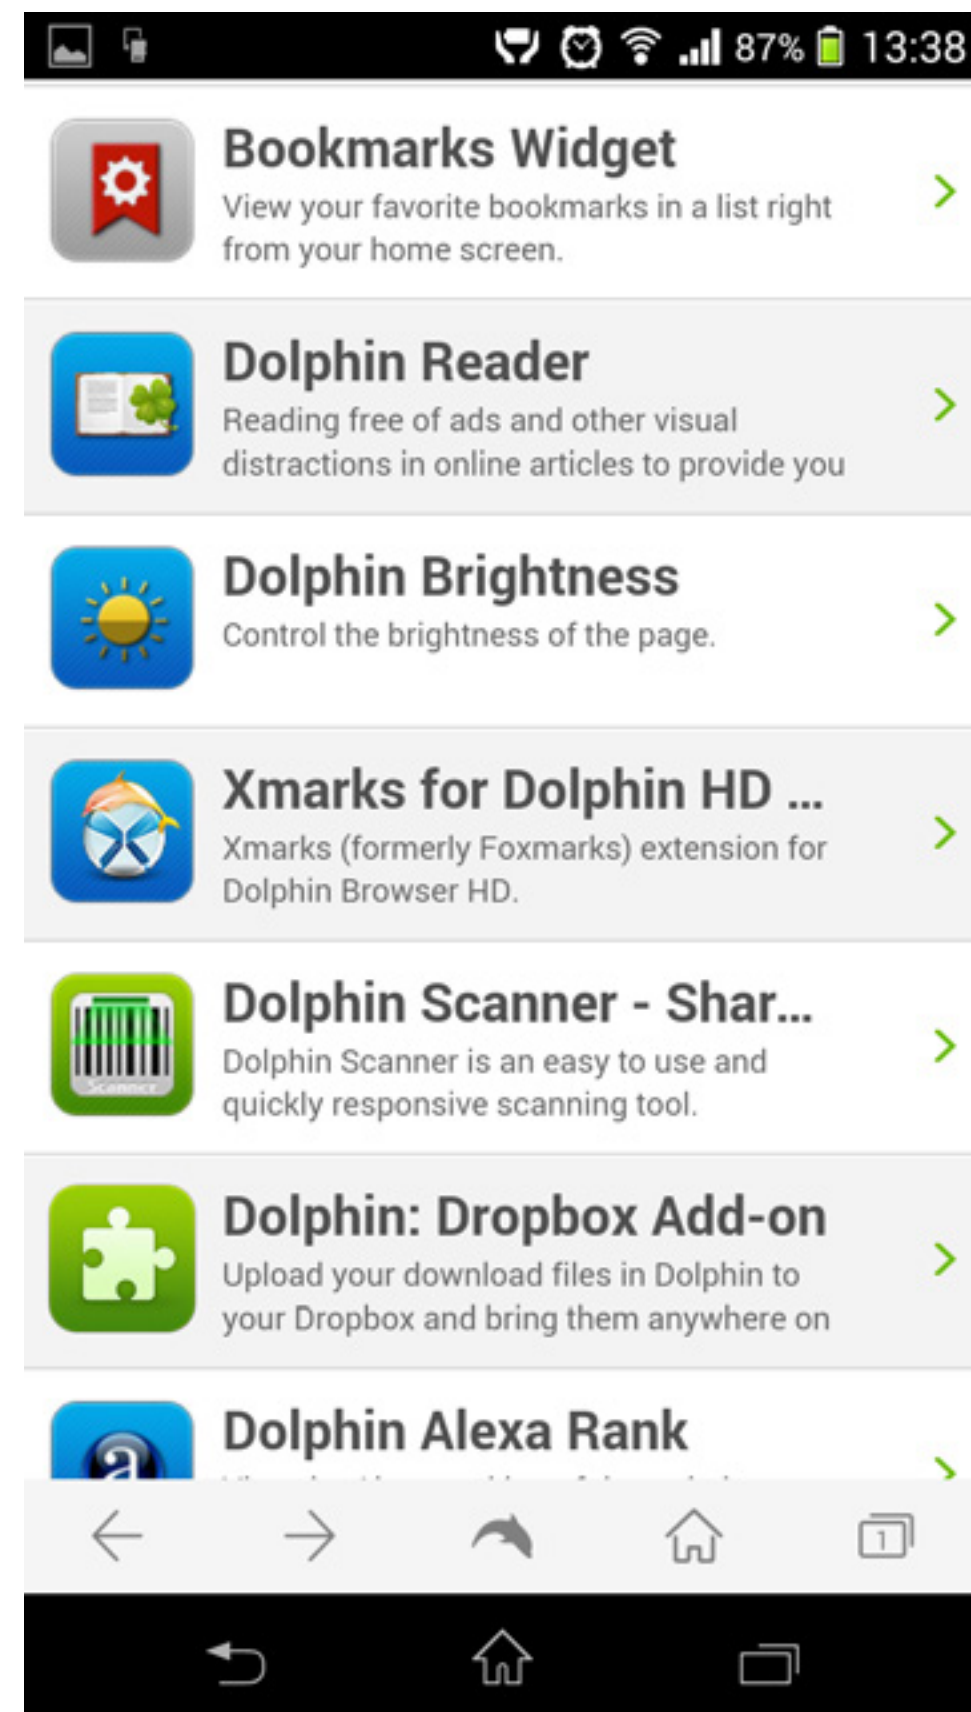 87% 13:38
Bookmarks Widget
View your favorite bookmarks in a list right
from your home screen.
Dolphin Reader
Reading free of ads and other visual
distractions in online articles to provide you
Dolphin Brightness
Control the brightness of the page.
Xmarks for Dolphin HD ...
Xmarks (formerly Foxmarks) extension for
Dolphin Browser HD.
Dolphin Scanner - Shar...
Dolphin Scanner is an easy to use and
quickly responsive scanning tool.
Scanner
Dolphin: Dropbox Add-on
Upload your download files in Dolphin to
your Dropbox and bring them anywhere on
Dolphin Alexa Rank
a
1